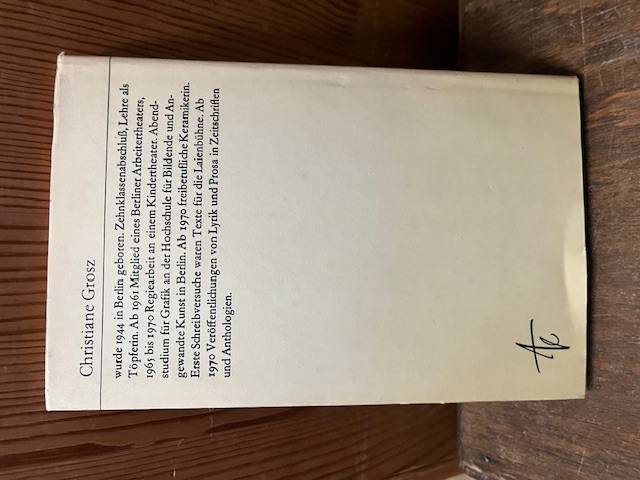 Christiane Grosz
wurde 1944 in Berlin geboren. Zehnklassenabschluß, Lehre als
Töpferin. Ab 1961 Mitglied eines Berliner Arbeitertheaters,
1965 bis 1970 Regiearbeit an einem Kindertheater. Abend-
studium für Grafik an der Hochschule für Bildende und An-
gewandte Kunst in Berlin. Ab 1970 freiberufliche Keramikerin.
Erste Schreibversuche waren Texte für die Laienbühne. Ab
1970 Veröffentlichungen von Lyrik und Prosa in Zeitschriften
und Anthologien.